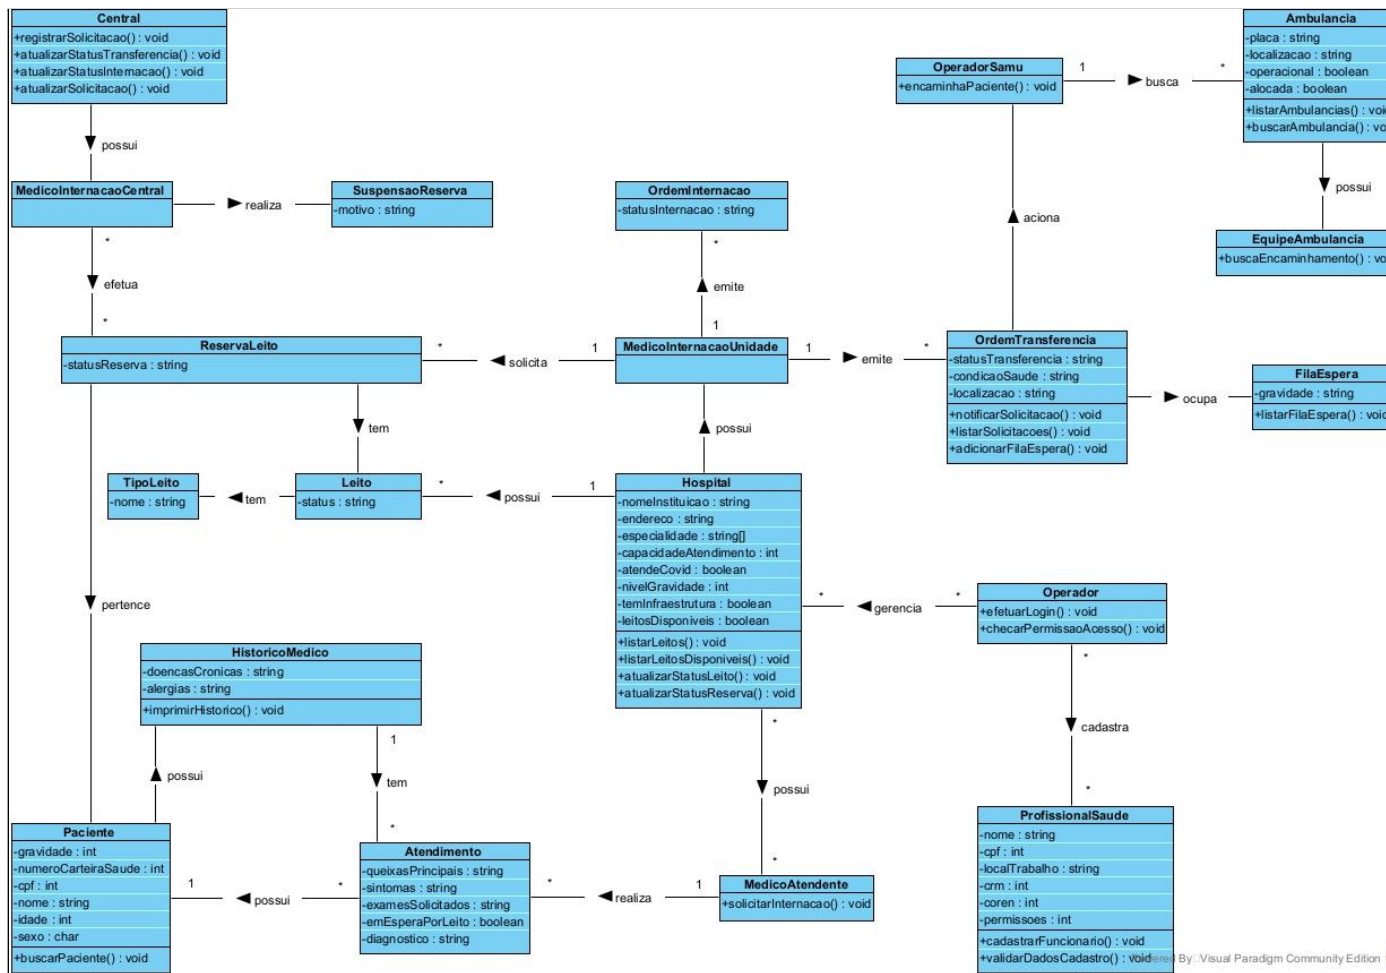 Central
+registrarSolicitacao() : void
+atualizarStatusTransferência() : void
+atualizarStatusInternacao() : void
+atualizarSolicitacao() : void
possui
MedicoInternacaoCentral
realiza
SuspensaoReserva
-motivo : string
*
efetua
*
OrdemInternacao
-statusInternacao : string
*
emite
1
OperadorSamu
+encaminhaPaciente() : void
1
busca
*
Ambulancia
-placa : string
-localizacao : string
-operacional : boolean
-alocada : boolean
+listarAmbulancias() :
+buscarAmbulancia() :
possui
EquipeAmbulancia
+buscaEncaminhamento() :
aciona
ReservaLeito
-statusReserva : string
*
solicita
1
MedicoInternacaoUnidade
1
emite
*
OrdemTransferencia
-statusTransferencia : string
-condicaoSaude : string
-localizacao : string
+notificarSolicitacao() : void
+listarSolicitacoes() : void
+adicionarFilaEspera() : void
ocupa
FilaEspera
-gravidade : string
+listarFilaEspera() : void
tem
possui
TipoLeito
-nome : string
tem
Leito
-status : string
*
possui
1
Hospital
-nomeInstituicao : string
-endereco : string
-especialidade : string[]
-capacidadeAtendimento : int
-atendeCovid : boolean
-nivelGravidade : int
-temInfraestrutura : boolean
-leitosDisponiveis : boolean
+listarLeitos() : void
+listarLeitosDisponiveis() : void
+atualizarStatusLeito() : void
+atualizarStatusReserva() : void
*
gerencia
*
Operador
+efetuarLogin() : void
+checarPermissaoAcesso() : void
*
cadastra
*
pertence
HistoricoMedico
-doencasCronicas : string
-alergias : string
+imprimirHistorico() : void
possui
1
tem
*
*
possui
*
Paciente
-gravidade : int
-numeroCarteiraSaude : int
-cpf : int
-nome : string
-idade : int
-sexo : char
+buscarPaciente() : void
1
possui
*
Atendimento
-queixasPrincipais : string
-sintomas : string
-examesSolicitados : string
-emEsperaPorLeito : boolean
-diagnostico : string
*
realiza
1
MedicoAtendente
+solicitarInternacao() : void
ProfissionalSaude
-nome : string
-cpf : int
-localTrabalho : string
-crm : int
-coren : int
-permissoes : int
+cadastrarFuncionario() : void
+validarDadosCadastro() : void
By Visual Paradigm Community Edition